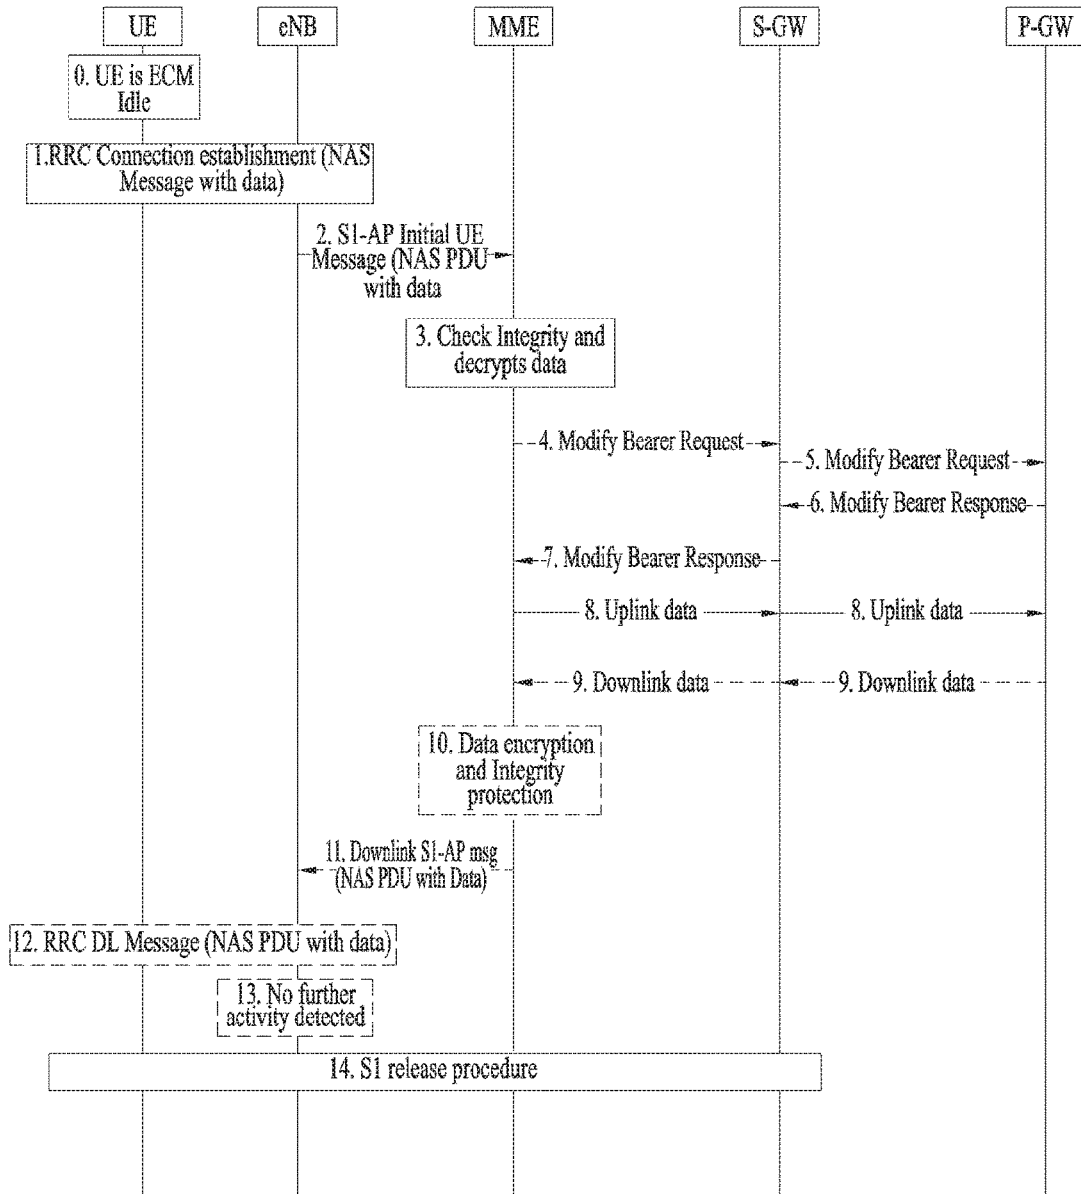 UE
eNB
MME
S-GW
P-GW
0. UE is ECM
Idle
1.RRC Connection establishment (NAS
Message with data)
2. S1-AP Initial UE
Message (NAS PDU
with data
3. Check Integrity and
decrypts data
4. Modify Bearer Request
5. Modify Bearer Request
6. Modify Bearer Response
7. Modify Bearer Response
8. Uplink data
8. Uplink data
9. Downlink data
9. Downlink data
10. Data encryption
and Integrity
protection
11. Downlink S1-AP msg
(NAS PDU with Data)
12. RRC DL Message (NAS PDU with data)
13. No further
activity detected
14. S1 release procedure